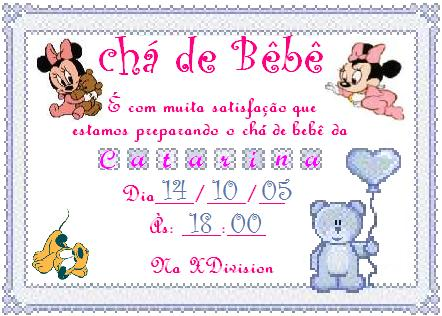 chá de Bêbê
É com muita satisfação que
estamos preparando o chá de bebê da
Catarina
Dia 14 / 10 / 05
Às: 18 : 00
Na XDivision